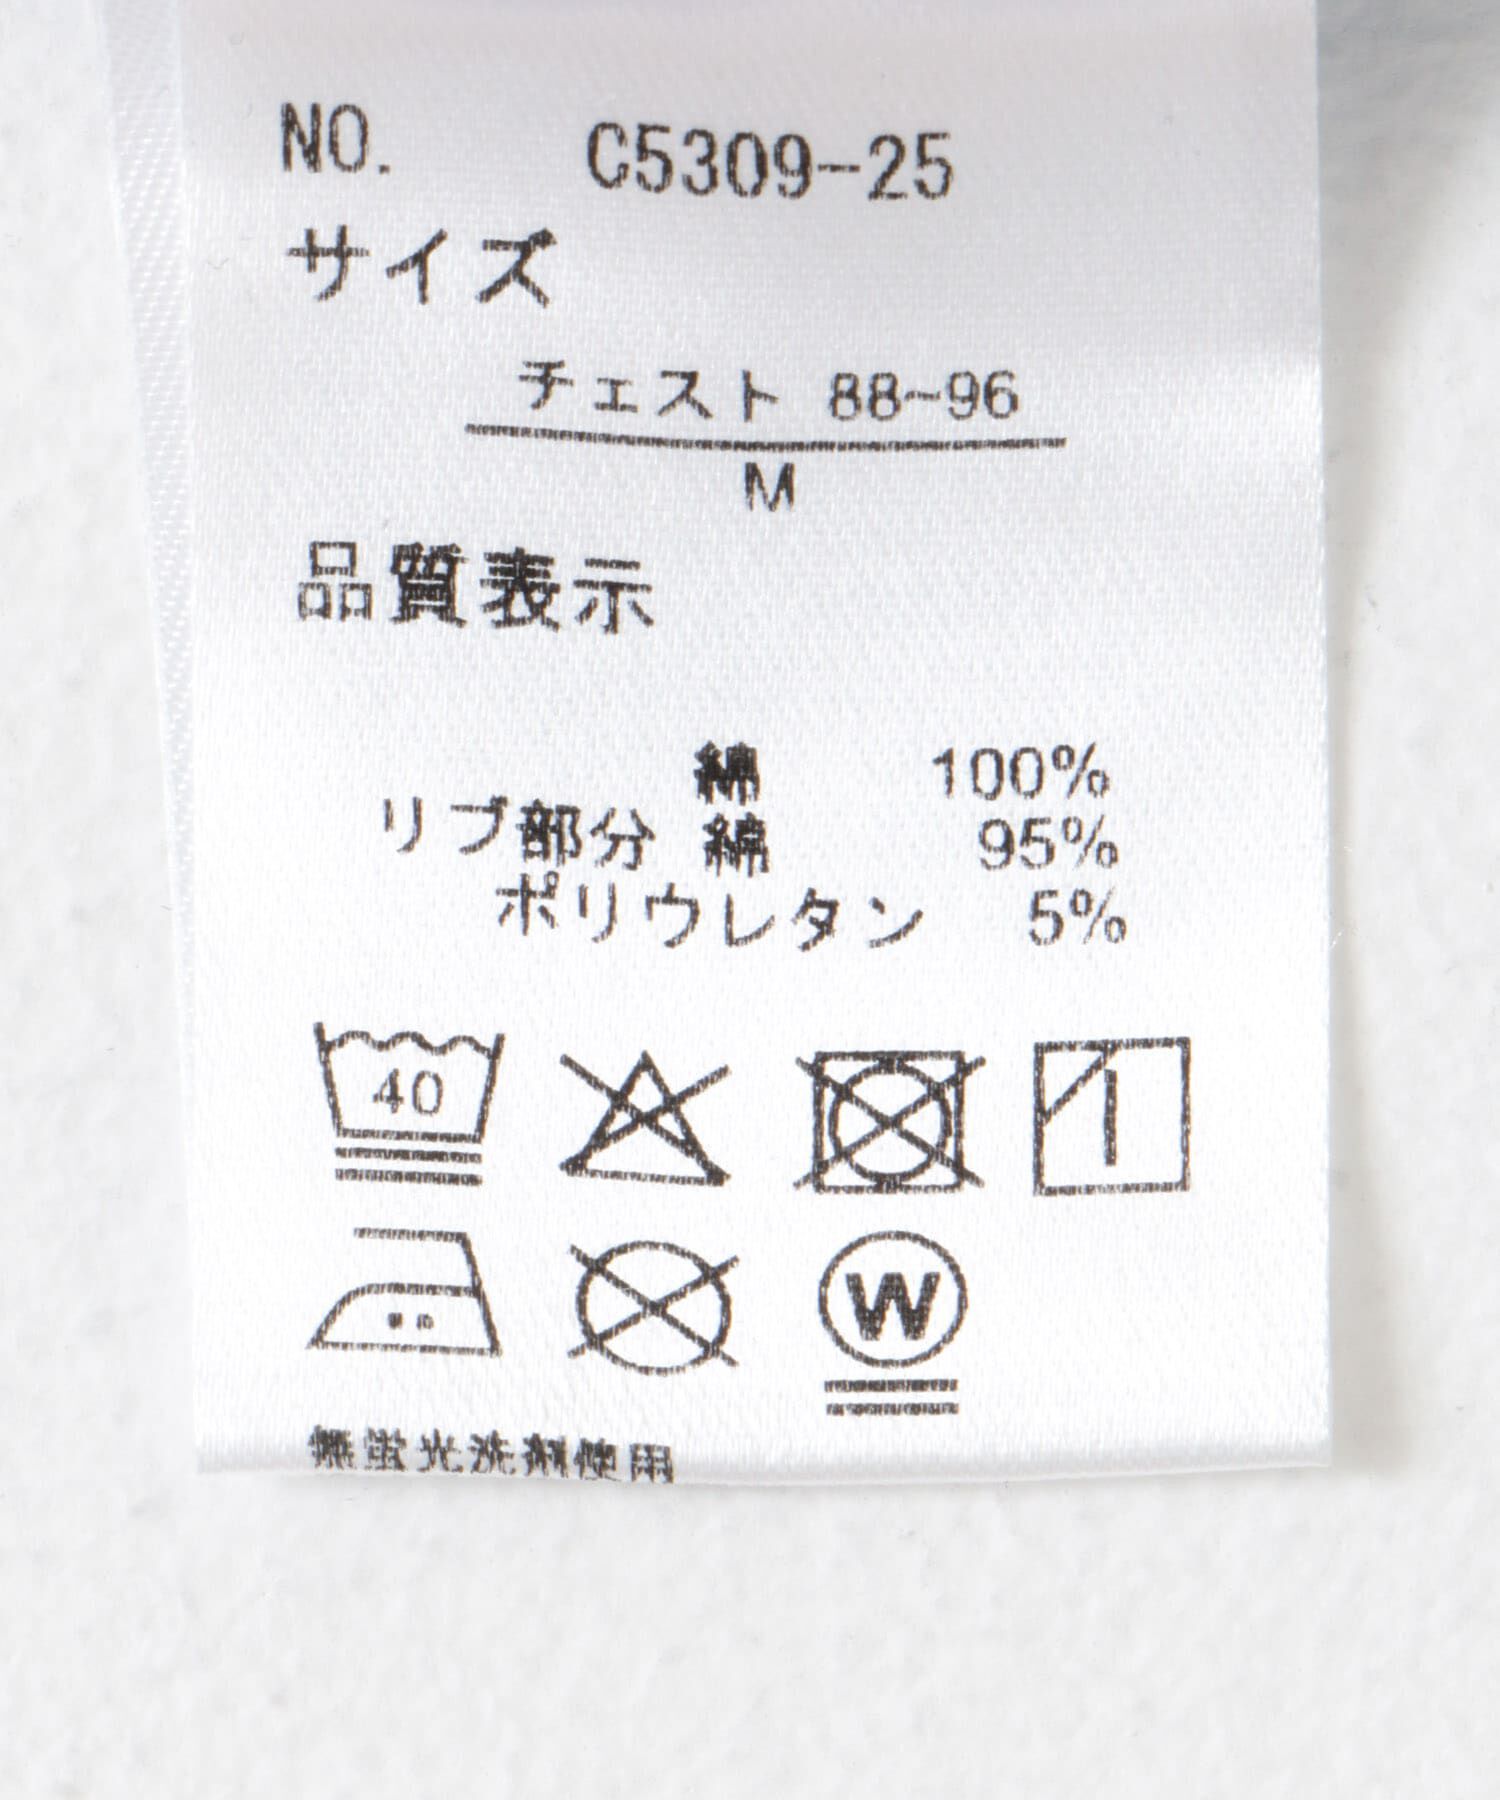 NO. C5309-25
サイズ
チェスト 88~96
M
品質表示
綿 100%
リブ部分 綿 95%
ポリウレタン 5%
40
W
無蛍光洗剤使用